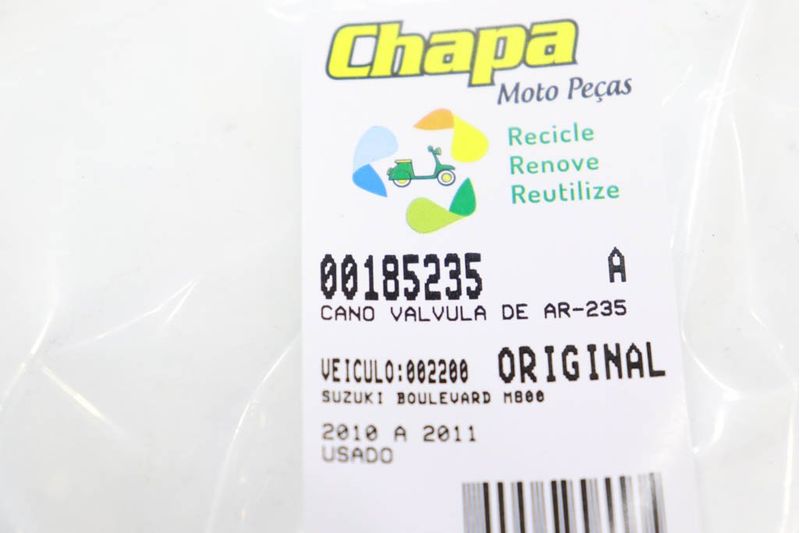 Chapa
Moto Peças
Recicle
Renove
Reutilize
00185235 A
CANO VALVULA DE AR-235
VEICULO:002200 ORIGINAL
SUZUKI BOULEVARD M800
2010 A 2011
USADO